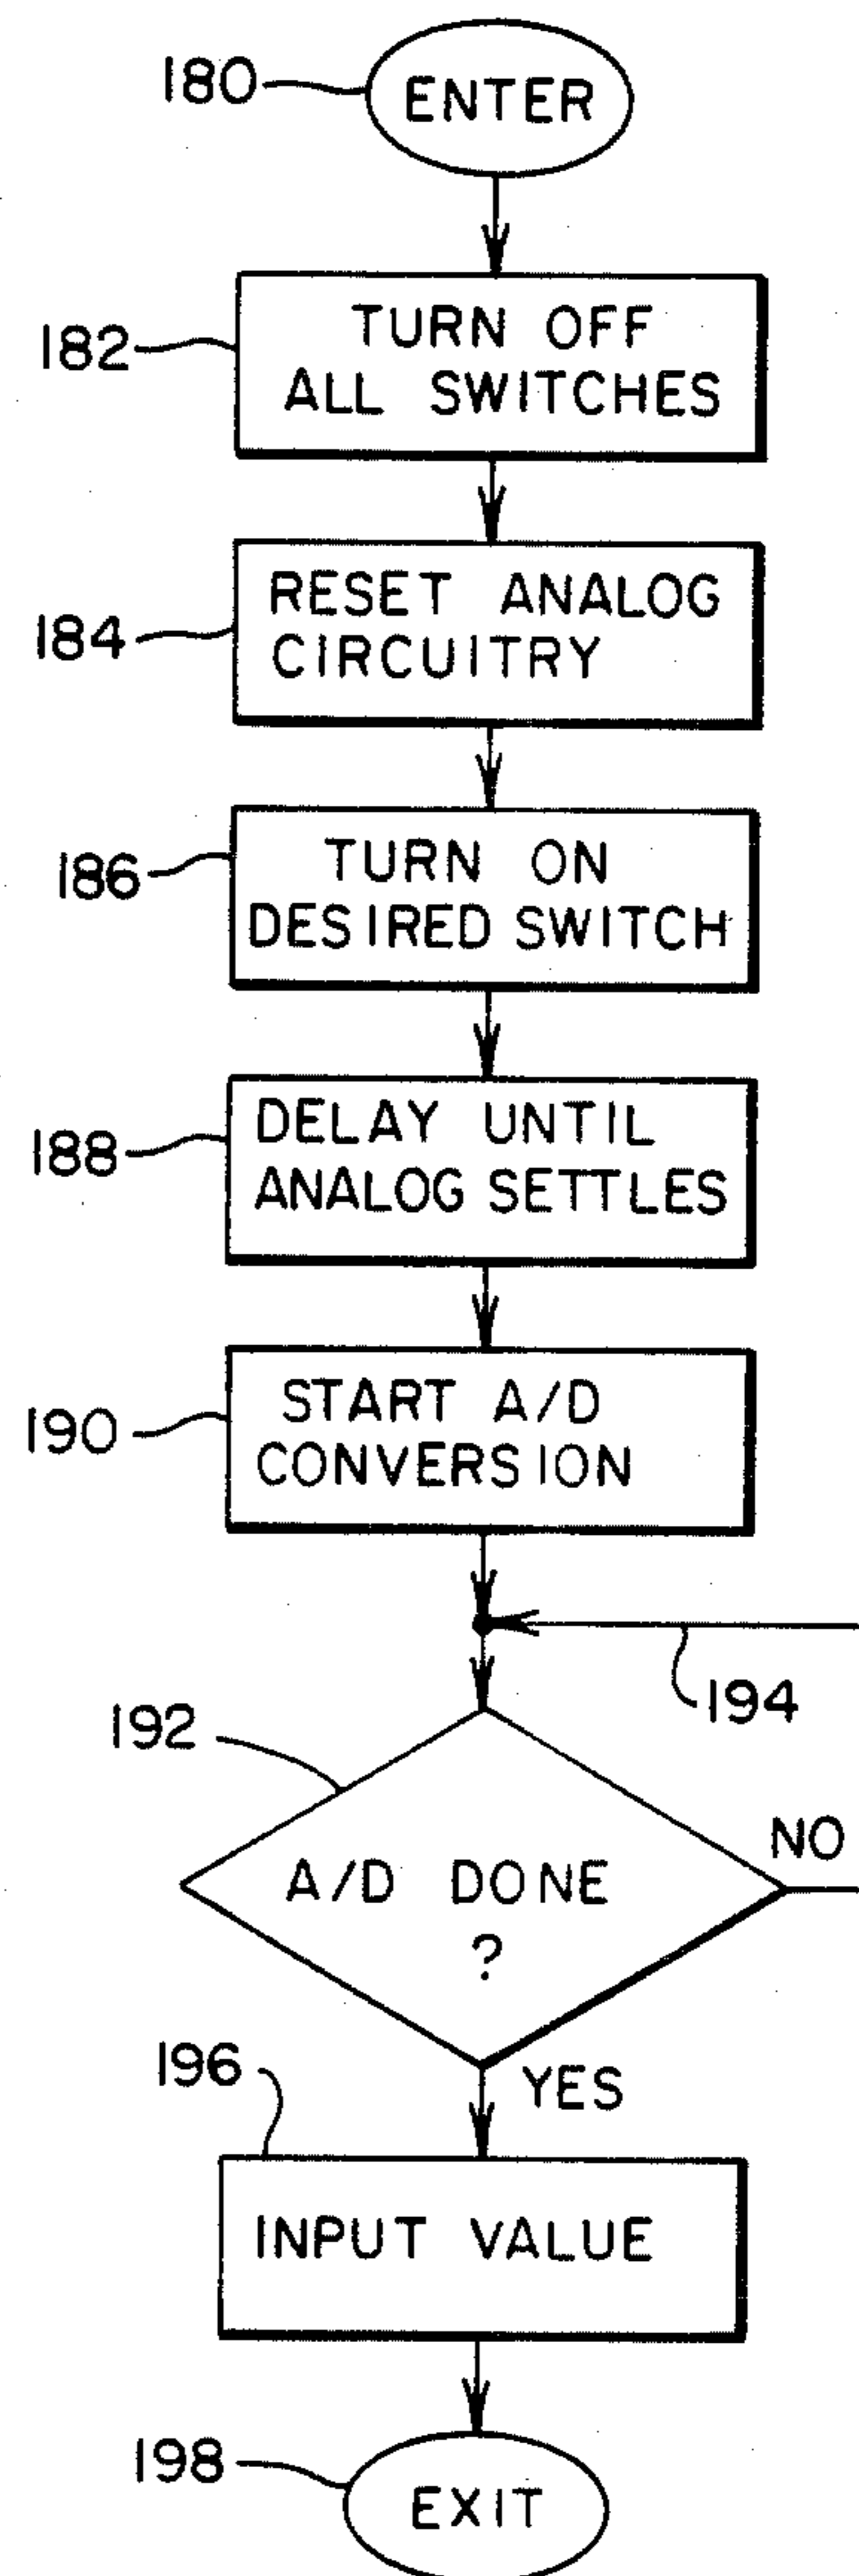 180
ENTER
182
TURN OFF
ALL SWITCHES
184
RESET ANALOG
CIRCUITRY
186
TURN ON
DESIRED SWITCH
188
DELAY UNTIL
ANALOG SETTLES
190
START A/D
CONVERSION
194
192
NO
A/D DONE
?
196
YES
INPUT VALUE
198
EXIT